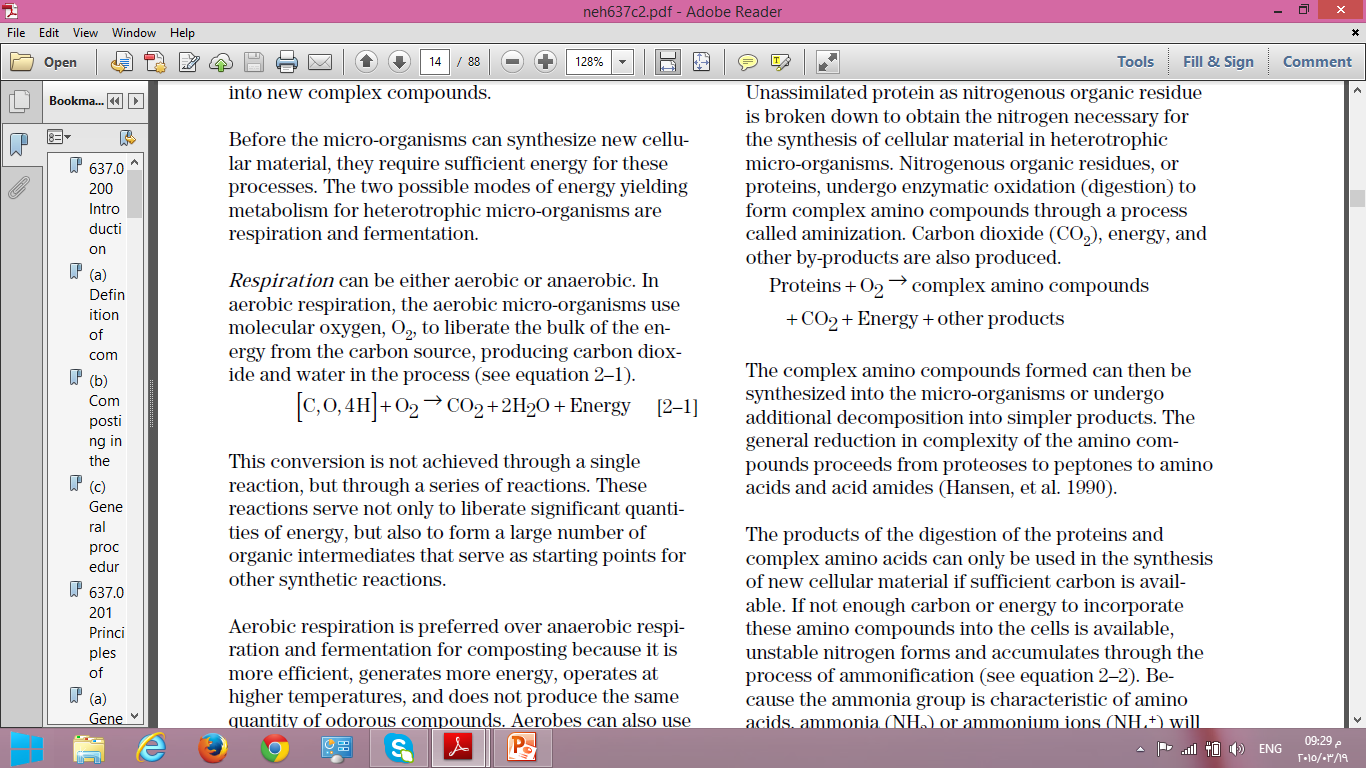 neh637c2.pdf - Adobe Reader
File Edit View Window Help
Open 14 / 88 128% Tools Fill & Sign Comment
Bookma...
637.0
200
Intro
ducti
on
(a)
Defin
ition
of
com
(b)
Com
posti
ng in
the
(c)
Gene
ral
proc
edur
637.0
201
Princi
ples
of
(a)
Gene
into new complex compounds.
Before the micro-organisms can synthesize new cellu-
lar material, they require sufficient energy for these
processes. The two possible modes of energy yielding
metabolism for heterotrophic micro-organisms are
respiration and fermentation.
Respiration can be either aerobic or anaerobic. In
aerobic respiration, the aerobic micro-organisms use
molecular oxygen, O₂, to liberate the bulk of the en-
ergy from the carbon source, producing carbon diox-
ide and water in the process (see equation 2–1).
[C, O, 4H] + O₂ → CO₂ + 2H₂O + Energy [2–1]
This conversion is not achieved through a single
reaction, but through a series of reactions. These
reactions serve not only to liberate significant quanti-
ties of energy, but also to form a large number of
organic intermediates that serve as starting points for
other synthetic reactions.
Aerobic respiration is preferred over anaerobic respi-
ration and fermentation for composting because it is
more efficient, generates more energy, operates at
higher temperatures, and does not produce the same
quantity of odorous compounds. Aerobes can also use
Unassimilated protein as nitrogenous organic residue
is broken down to obtain the nitrogen necessary for
the synthesis of cellular material in heterotrophic
micro-organisms. Nitrogenous organic residues, or
proteins, undergo enzymatic oxidation (digestion) to
form complex amino compounds through a process
called aminization. Carbon dioxide (CO₂), energy, and
other by-products are also produced.
Proteins + O₂ → complex amino compounds
+ CO₂ + Energy + other products
The complex amino compounds formed can then be
synthesized into the micro-organisms or undergo
additional decomposition into simpler products. The
general reduction in complexity of the amino com-
pounds proceeds from proteoses to peptones to amino
acids and acid amides (Hansen, et al. 1990).
The products of the digestion of the proteins and
complex amino acids can only be used in the synthesis
of new cellular material if sufficient carbon is avail-
able. If not enough carbon or energy to incorporate
these amino compounds into the cells is available,
unstable nitrogen forms and accumulates through the
process of ammonification (see equation 2–2). Be-
cause the ammonia group is characteristic of amino
acids, ammonia (NH₃) or ammonium ions (NH₄⁺) will
ENG
09:29 م
٢٠١٥/٠٣/١٩